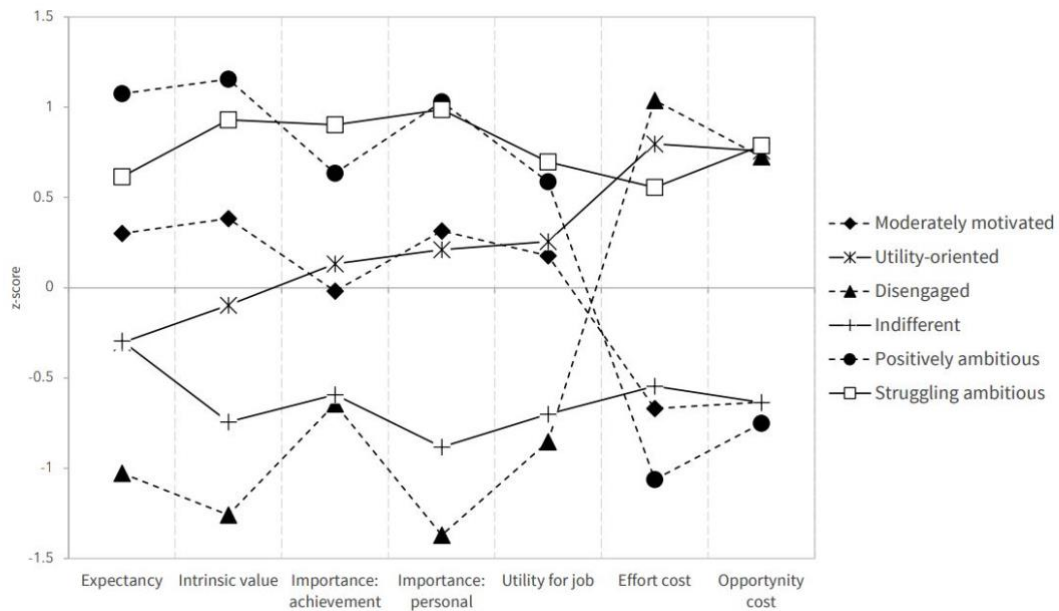 1.5
1
0.5
0
-0.5
-1
-1.5
z-score
Expectancy
Intrinsic value
Importance:
achievement
Importance:
personal
Utility for job
Effort cost
Opportynity
cost
Moderately motivated
Utility-oriented
Disengaged
Indifferent
Positively ambitious
Struggling ambitious